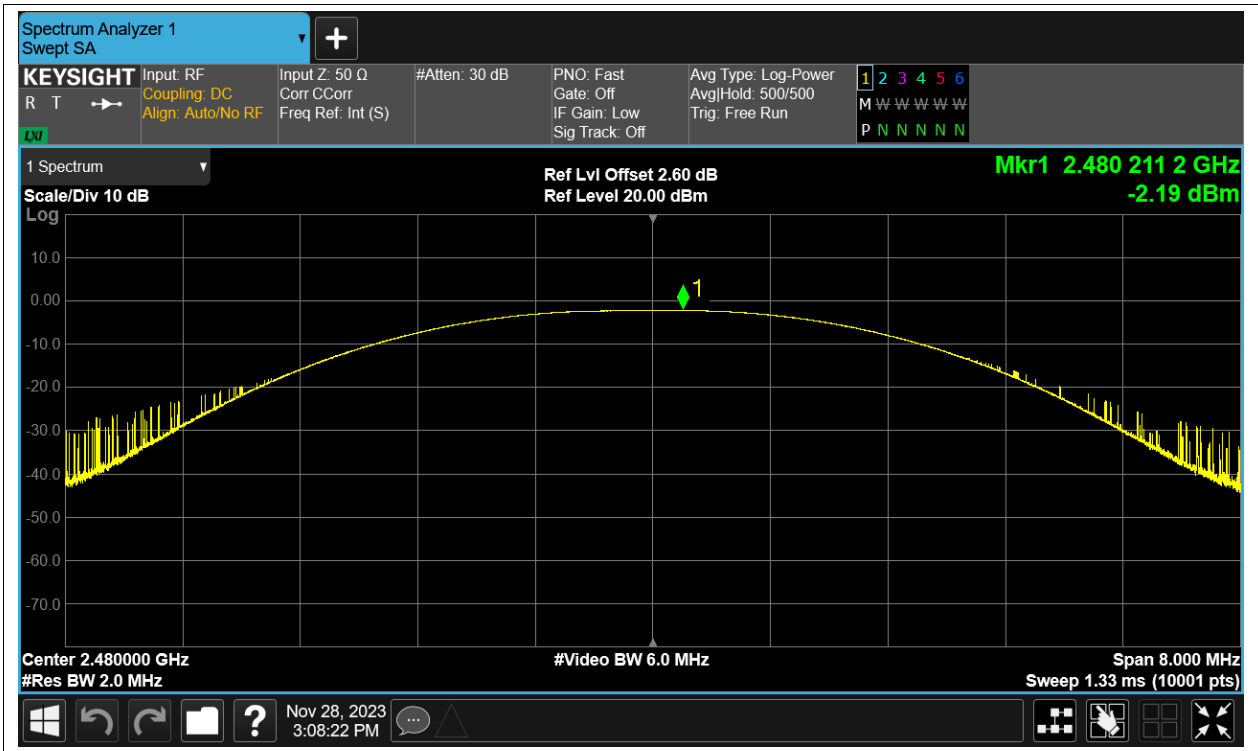 Spectrum Analyzer 1
Swept SA
KEYSIGHT
R T
LXI
Input: RF
Coupling: DC
Align: Auto/No RF
Input Z: 50 Ω
Corr CCorr
Freq Ref: Int (S)
#Atten: 30 dB
PNO: Fast
Gate: Off
IF Gain: Low
Sig Track: Off
Avg Type: Log-Power
Avg|Hold: 500/500
Trig: Free Run
1 2 3 4 5 6
M W W W W W
P N N N N N
1 Spectrum
Scale/Div 10 dB
Log
Ref Lvl Offset 2.60 dB
Ref Level 20.00 dBm
Mkr1 2.480 211 2 GHz
-2.19 dBm
10.0
0.00
1
-10.0
-20.0
-30.0
-40.0
-50.0
-60.0
-70.0
Center 2.480000 GHz
#Video BW 6.0 MHz
Span 8.000 MHz
#Res BW 2.0 MHz
Sweep 1.33 ms (10001 pts)
?
Nov 28, 2023
3:08:22 PM